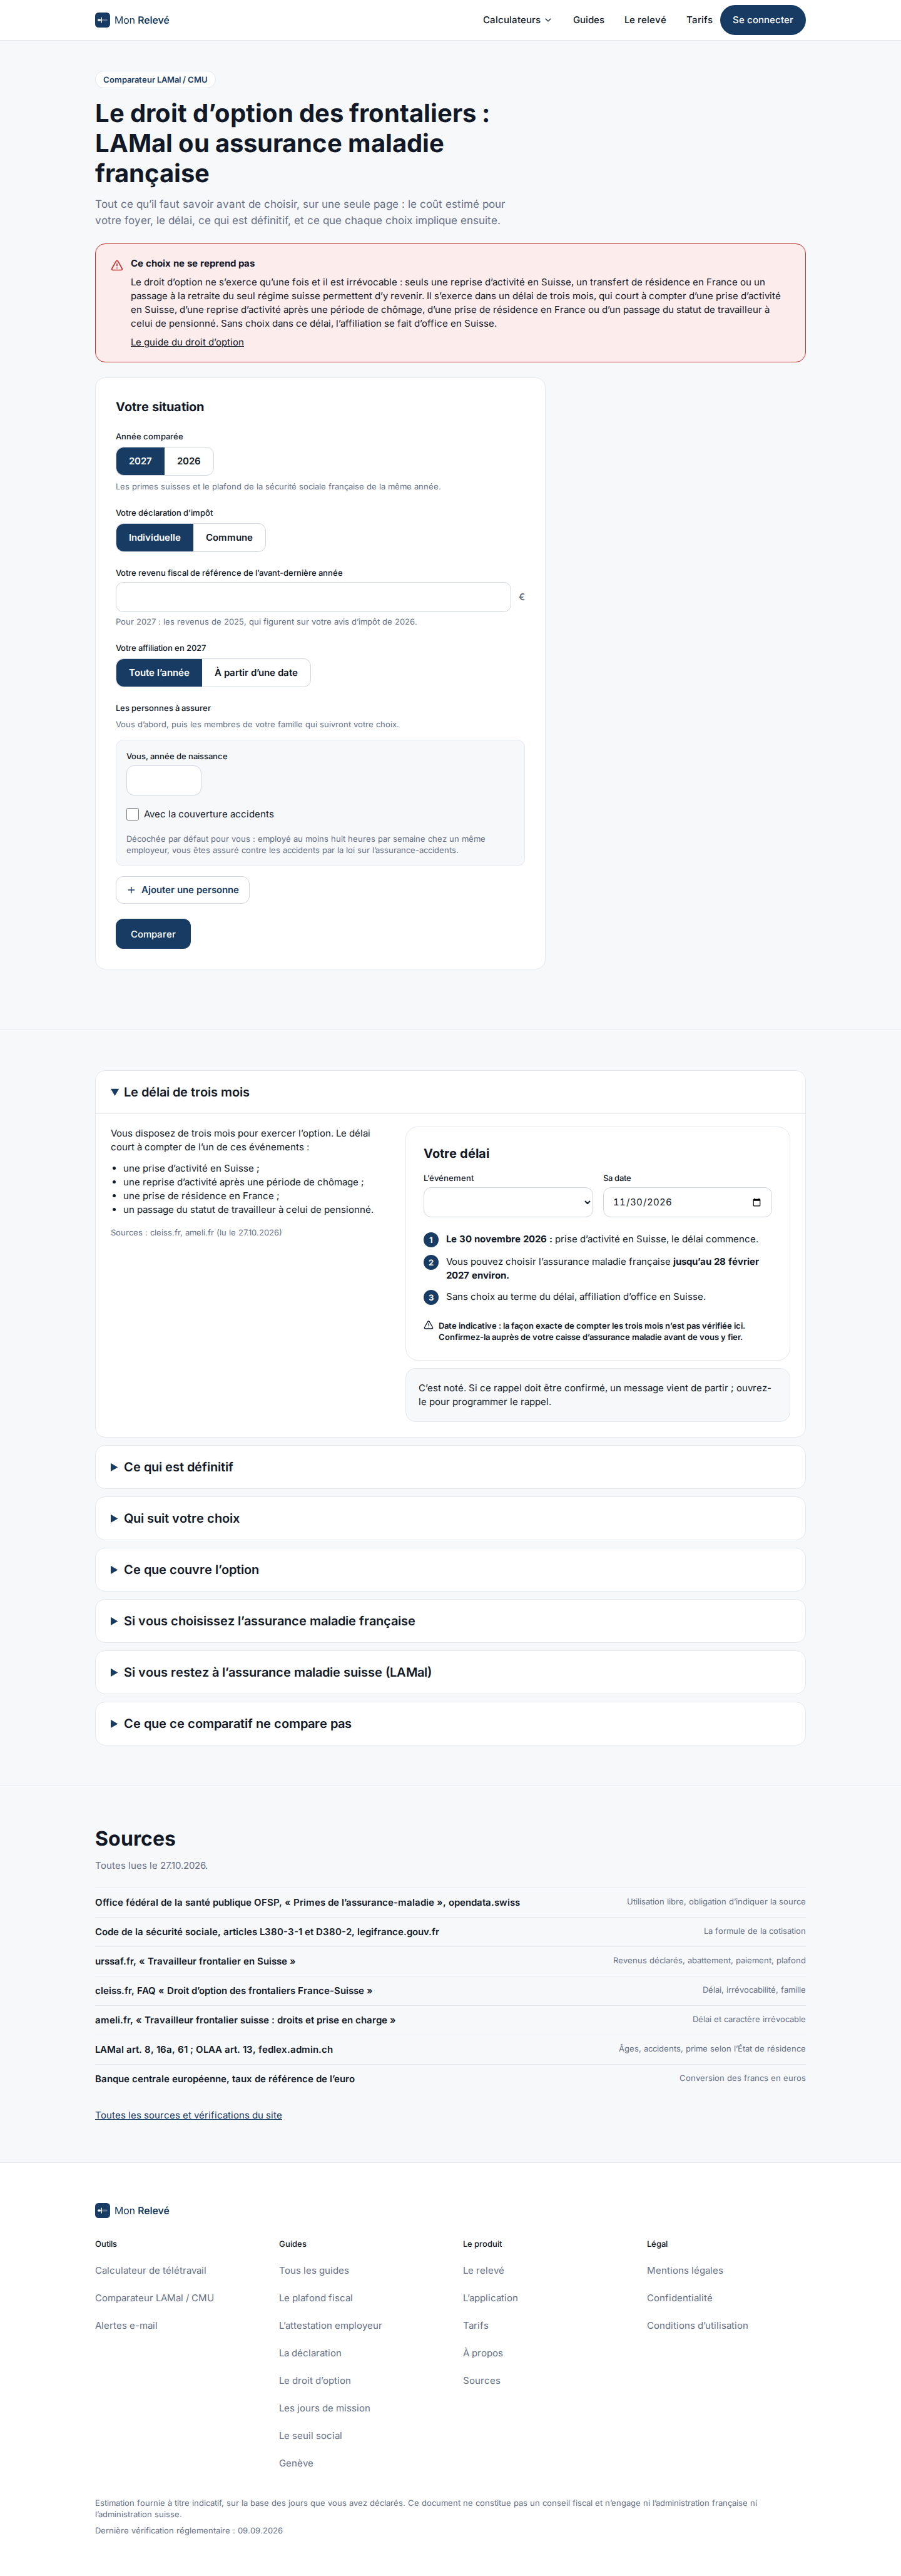 Mon Relevé
Calculateurs
Guides
Le relevé
Tarifs
Se connecter
Comparateur LAMal / CMU
Le droit d’option des frontaliers :
LAMal ou assurance maladie
française
Tout ce qu’il faut savoir avant de choisir, sur une seule page : le coût estimé pour
votre foyer, le délai, ce qui est définitif, et ce que chaque choix implique ensuite.
Ce choix ne se reprend pas
Le droit d’option ne s’exerce qu’une fois et il est irrévocable : seuls une reprise d’activité en Suisse, un transfert de résidence en France ou un
passage à la retraite du seul régime suisse permettent d’y revenir. Il s’exerce dans un délai de trois mois, qui court à compter d’une prise d’activité
en Suisse, d’une reprise d’activité après une période de chômage, d’une prise de résidence en France ou d’un passage du statut de travailleur à
celui de pensionné. Sans choix dans ce délai, l’affiliation se fait d’office en Suisse.
Le guide du droit d’option
Votre situation
Année comparée
2027
2026
Les primes suisses et le plafond de la sécurité sociale française de la même année.
Votre déclaration d’impôt
Individuelle
Commune
Votre revenu fiscal de référence de l’avant-dernière année
€
Pour 2027 : les revenus de 2025, qui figurent sur votre avis d’impôt de 2026.
Votre affiliation en 2027
Toute l’année
À partir d’une date
Les personnes à assurer
Vous d’abord, puis les membres de votre famille qui suivront votre choix.
Vous, année de naissance
Avec la couverture accidents
Décochée par défaut pour vous : employé au moins huit heures par semaine chez un même
employeur, vous êtes assuré contre les accidents par la loi sur l’assurance-accidents.
Ajouter une personne
Comparer
Le délai de trois mois
Vous disposez de trois mois pour exercer l’option. Le délai
court à compter de l’un de ces événements :
• une prise d’activité en Suisse ;
• une reprise d’activité après une période de chômage ;
• une prise de résidence en France ;
• un passage du statut de travailleur à celui de pensionné.
Sources : cleiss.fr, ameli.fr (lu le 27.10.2026)
Votre délai
L’événement
Sa date
11/30/2026
1 Le 30 novembre 2026 : prise d’activité en Suisse, le délai commence.
2 Vous pouvez choisir l’assurance maladie française jusqu’au 28 février
2027 environ.
3 Sans choix au terme du délai, affiliation d’office en Suisse.
Date indicative : la façon exacte de compter les trois mois n’est pas vérifiée ici.
Confirmez-la auprès de votre caisse d’assurance maladie avant de vous y fier.
C’est noté. Si ce rappel doit être confirmé, un message vient de partir ; ouvrez-
le pour programmer le rappel.
Ce qui est définitif
Qui suit votre choix
Ce que couvre l’option
Si vous choisissez l’assurance maladie française
Si vous restez à l’assurance maladie suisse (LAMal)
Ce que ce comparatif ne compare pas
Sources
Toutes lues le 27.10.2026.
Office fédéral de la santé publique OFSP, « Primes de l’assurance-maladie », opendata.swiss
Utilisation libre, obligation d’indiquer la source
Code de la sécurité sociale, articles L380-3-1 et D380-2, legifrance.gouv.fr
La formule de la cotisation
urssaf.fr, « Travailleur frontalier en Suisse »
Revenus déclarés, abattement, paiement, plafond
cleiss.fr, FAQ « Droit d’option des frontaliers France-Suisse »
Délai, irrévocabilité, famille
ameli.fr, « Travailleur frontalier suisse : droits et prise en charge »
Délai et caractère irrévocable
LAMal art. 8, 16a, 61 ; OLAA art. 13, fedlex.admin.ch
Âges, accidents, prime selon l’État de résidence
Banque centrale européenne, taux de référence de l’euro
Conversion des francs en euros
Toutes les sources et vérifications du site
Mon Relevé
Outils
Calculateur de télétravail
Comparateur LAMal / CMU
Alertes e-mail
Guides
Tous les guides
Le plafond fiscal
L’attestation employeur
La déclaration
Le droit d’option
Les jours de mission
Le seuil social
Genève
Le produit
Le relevé
L’application
Tarifs
À propos
Sources
Légal
Mentions légales
Confidentialité
Conditions d’utilisation
Estimation fournie à titre indicatif, sur la base des jours que vous avez déclarés. Ce document ne constitue pas un conseil fiscal et n’engage ni l’administration française ni
l’administration suisse.
Dernière vérification réglementaire : 09.09.2026